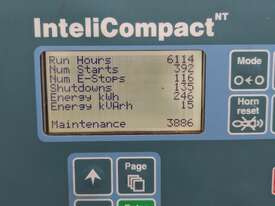 InteliCompact NT
Run Hours 6114
Num Starts 392
Num E-Stops 116
Shutdowns 135
Energy kWh 246
Energy kVArh 15
Maintenance 3886
Mode
Horn
reset
Page